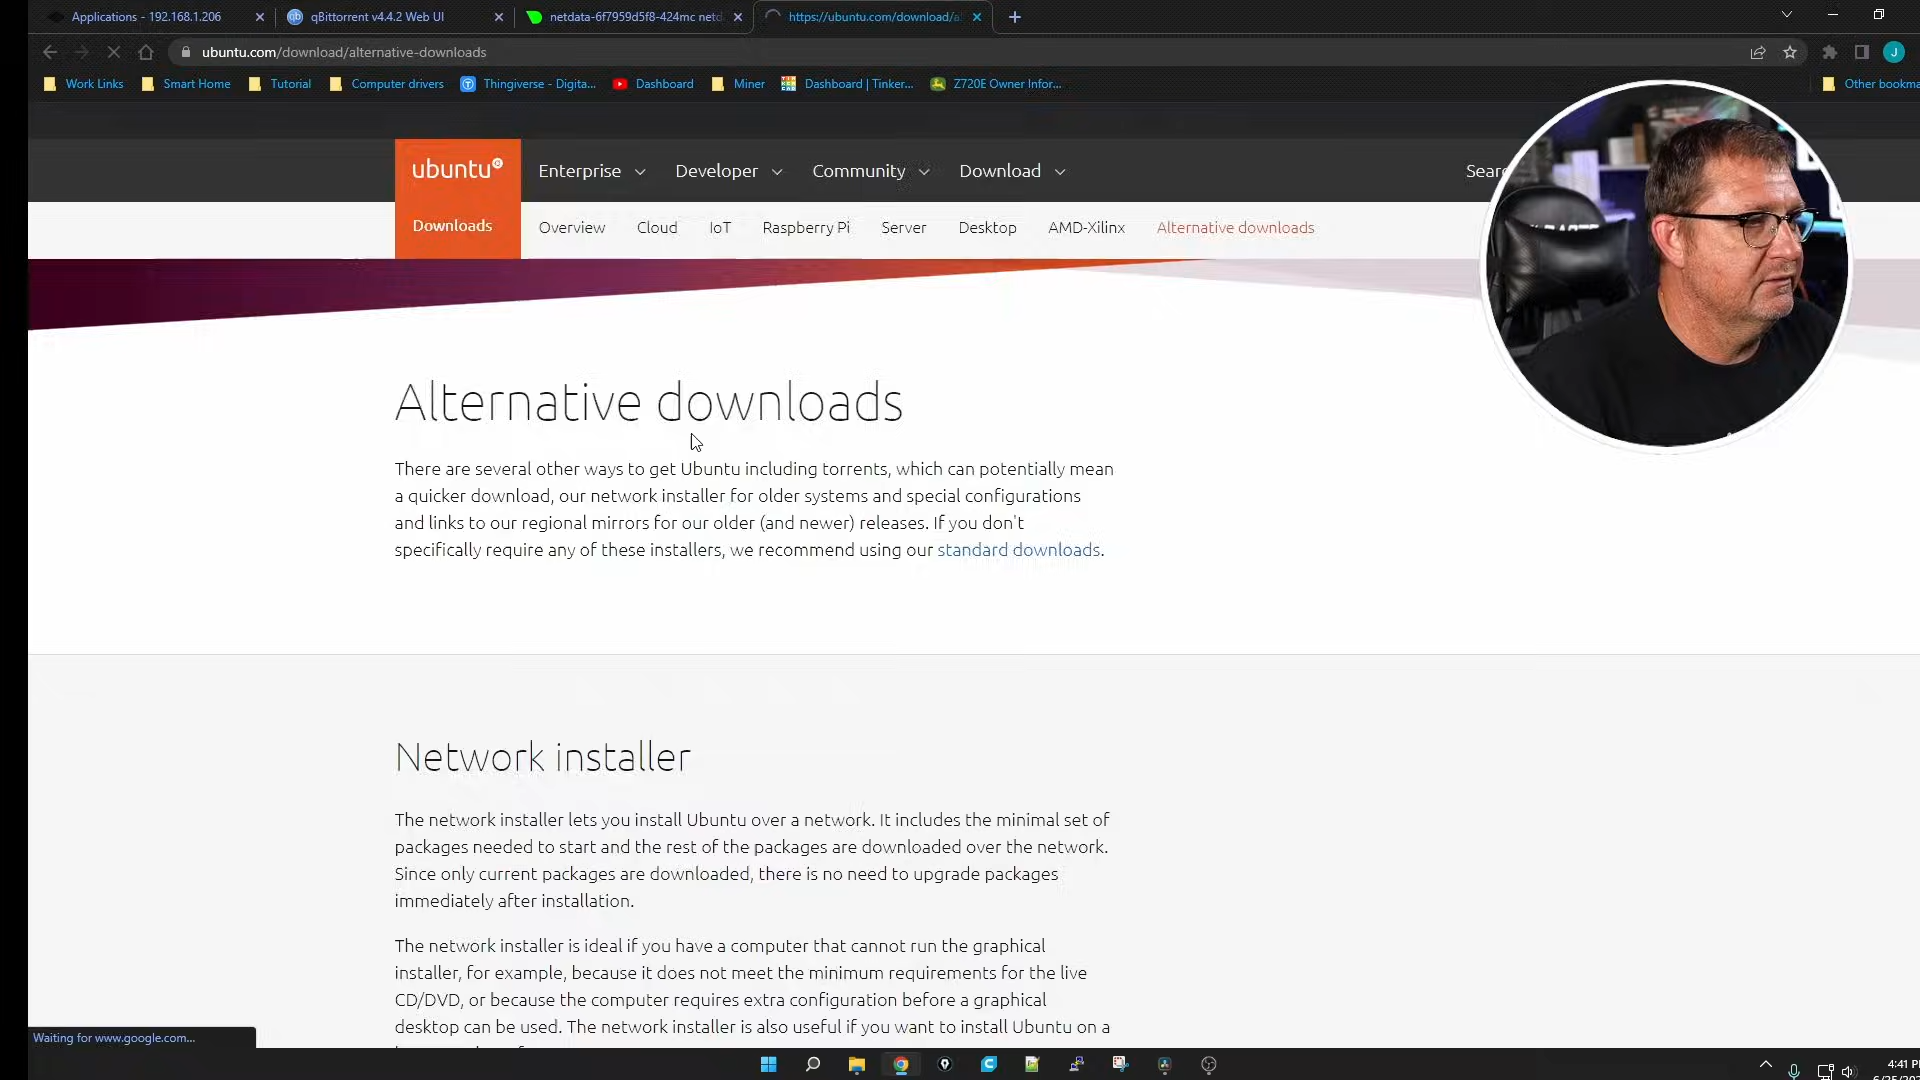 Applications - 192.168.1.206
qBittorrent v4.4.2 Web UI
netdata-6f7959d5f8-424mc netd
https://ubuntu.com/download/a
ubuntu.com/download/alternative-downloads
J
Work Links
Smart Home
Tutorial
Computer drivers
Thingiverse - Digita...
Dashboard
Miner
Dashboard | Tinker...
Z720E Owner Infor...
Other bookma
ubuntu
Enterprise
Developer
Community
Download
Searc
Downloads
Overview
Cloud
IoT
Raspberry Pi
Server
Desktop
AMD-Xilinx
Alternative downloads
Alternative downloads
There are several other ways to get Ubuntu including torrents, which can potentially mean
a quicker download, our network installer for older systems and special configurations
and links to our regional mirrors for our older (and newer) releases. If you don't
specifically require any of these installers, we recommend using our standard downloads.
Network installer
The network installer lets you install Ubuntu over a network. It includes the minimal set of
packages needed to start and the rest of the packages are downloaded over the network.
Since only current packages are downloaded, there is no need to upgrade packages
immediately after installation.
The network installer is ideal if you have a computer that cannot run the graphical
installer, for example, because it does not meet the minimum requirements for the live
CD/DVD, or because the computer requires extra configuration before a graphical
desktop can be used. The network installer is also useful if you want to install Ubuntu on a
Waiting for www.google.com...
4:41 P